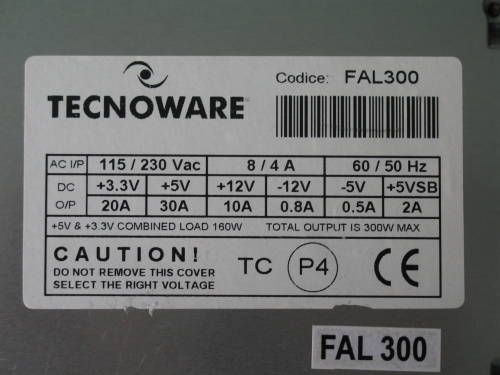 TECNOWARE
Codice: FAL300
AC I/P 115 / 230 Vac 8 / 4 A 60 / 50 Hz
DC +3.3V +5V +12V -12V -5V +5VSB
O/P 20A 30A 10A 0.8A 0.5A 2A
+5V & +3.3V COMBINED LOAD 160W TOTAL OUTPUT IS 300W MAX
CAUTION!
DO NOT REMOVE THIS COVER
SELECT THE RIGHT VOLTAGE
TC P4 CE
FAL 300